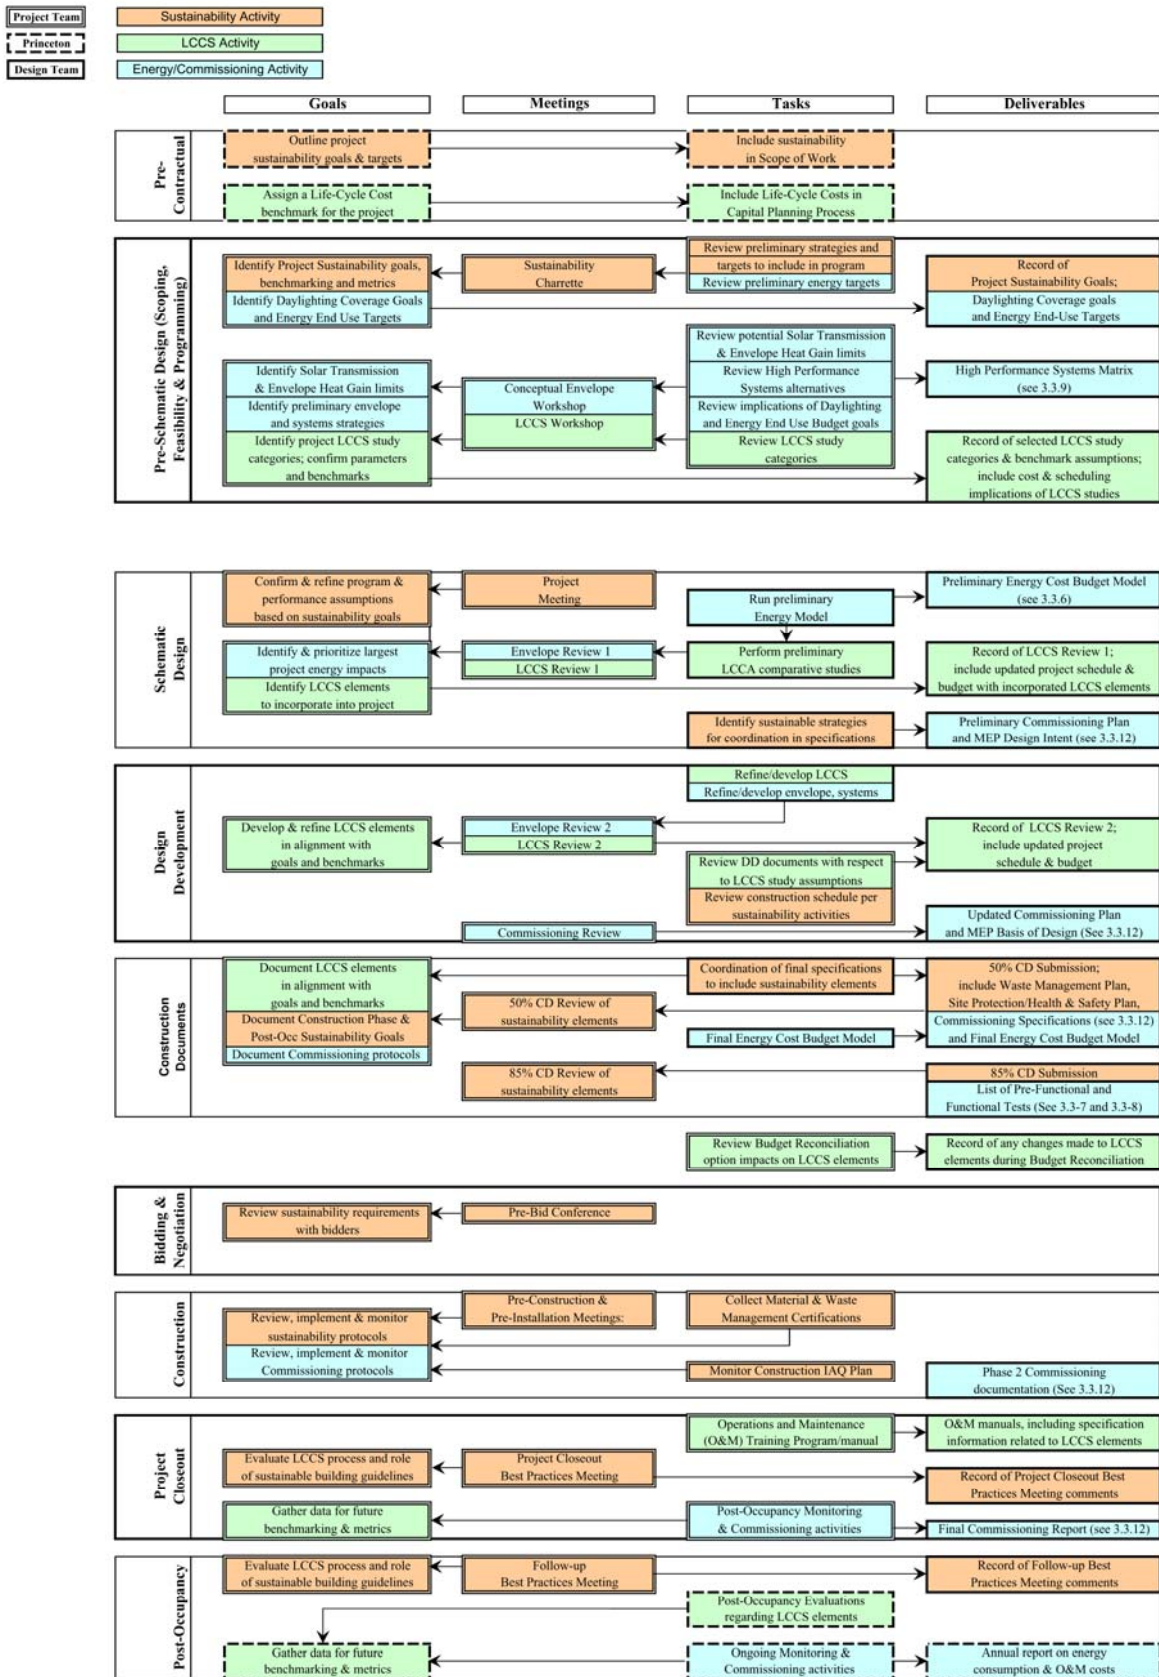 Project Team
Sustainability Activity
Princeton
LCCS Activity
Design Team
Energy/Commissioning Activity
Goals
Meetings
Tasks
Deliverables
Pre-
Contractual
Outline project
sustainability goals & targets
Include sustainability
in Scope of Work
Assign a Life-Cycle Cost
benchmark for the project
Include Life-Cycle Costs in
Capital Planning Process
Pre-Schematic Design (Scoping,
Feasibility & Programming)
Identify Project Sustainability goals,
benchmarking and metrics
Identify Daylighting Coverage Goals
and Energy End Use Targets
Sustainability
Charrette
Review preliminary strategies and
targets to include in program
Review preliminary energy targets
Record of
Project Sustainability Goals;
Daylighting Coverage goals
and Energy End-Use Targets
Identify Solar Transmission
& Envelope Heat Gain limits
Identify preliminary envelope
and systems strategies
Identify project LCCS study
categories; confirm parameters
and benchmarks
Conceptual Envelope
Workshop
LCCS Workshop
Review potential Solar Transmission
& Envelope Heat Gain limits
Review High Performance
Systems alternatives
Review implications of Daylighting
and Energy End Use Budget goals
Review LCCS study
categories
High Performance Systems Matrix
(see 3.3.9)
Record of selected LCCS study
categories & benchmark assumptions;
include cost & scheduling
implications of LCCS studies
Schematic
Design
Confirm & refine program &
performance assumptions
based on sustainability goals
Project
Meeting
Run preliminary
Energy Model
Preliminary Energy Cost Budget Model
(see 3.3.6)
Identify & prioritize largest
project energy impacts
Identify LCCS elements
to incorporate into project
Envelope Review 1
LCCS Review 1
Perform preliminary
LCCA comparative studies
Record of LCCS Review 1;
include updated project schedule &
budget with incorporated LCCS elements
Identify sustainable strategies
for coordination in specifications
Preliminary Commissioning Plan
and MEP Design Intent (see 3.3.12)
Design
Development
Refine/develop LCCS
Refine/develop envelope, systems
Develop & refine LCCS elements
in alignment with
goals and benchmarks
Envelope Review 2
LCCS Review 2
Review DD documents with respect
to LCCS study assumptions
Review construction schedule per
sustainability activities
Record of LCCS Review 2;
include updated project
schedule & budget
Commissioning Review
Updated Commissioning Plan
and MEP Basis of Design (See 3.3.12)
Construction
Documents
Document LCCS elements
in alignment with
goals and benchmarks
Document Construction Phase &
Post-Occ Sustainability Goals
Document Commissioning protocols
50% CD Review of
sustainability elements
85% CD Review of
sustainability elements
Coordination of final specifications
to include sustainability elements
Final Energy Cost Budget Model
50% CD Submission;
include Waste Management Plan,
Site Protection/Health & Safety Plan,
Commissioning Specifications (see 3.3.12)
and Final Energy Cost Budget Model
85% CD Submission
List of Pre-Functional and
Functional Tests (See 3.3-7 and 3.3-8)
Review Budget Reconciliation
option impacts on LCCS elements
Record of any changes made to LCCS
elements during Budget Reconciliation
Bidding &
Negotiation
Review sustainability requirements
with bidders
Pre-Bid Conference
Construction
Review, implement & monitor
sustainability protocols
Review, implement & monitor
Commissioning protocols
Pre-Construction &
Pre-Installation Meetings:
Collect Material & Waste
Management Certifications
Monitor Construction IAQ Plan
Phase 2 Commissioning
documentation (See 3.3.12)
Project
Closeout
Operations and Maintenance
(O&M) Training Program/manual
O&M manuals, including specification
information related to LCCS elements
Evaluate LCCS process and role
of sustainable building guidelines
Project Closeout
Best Practices Meeting
Record of Project Closeout Best
Practices Meeting comments
Gather data for future
benchmarking & metrics
Post-Occupancy Monitoring
& Commissioning activities
Final Commissioning Report (see 3.3.12)
Post-Occupancy
Evaluate LCCS process and role
of sustainable building guidelines
Follow-up
Best Practices Meeting
Record of Follow-up Best
Practices Meeting comments
Post-Occupancy Evaluations
regarding LCCS elements
Gather data for future
benchmarking & metrics
Ongoing Monitoring &
Commissioning activities
Annual report on energy
consumption & O&M costs